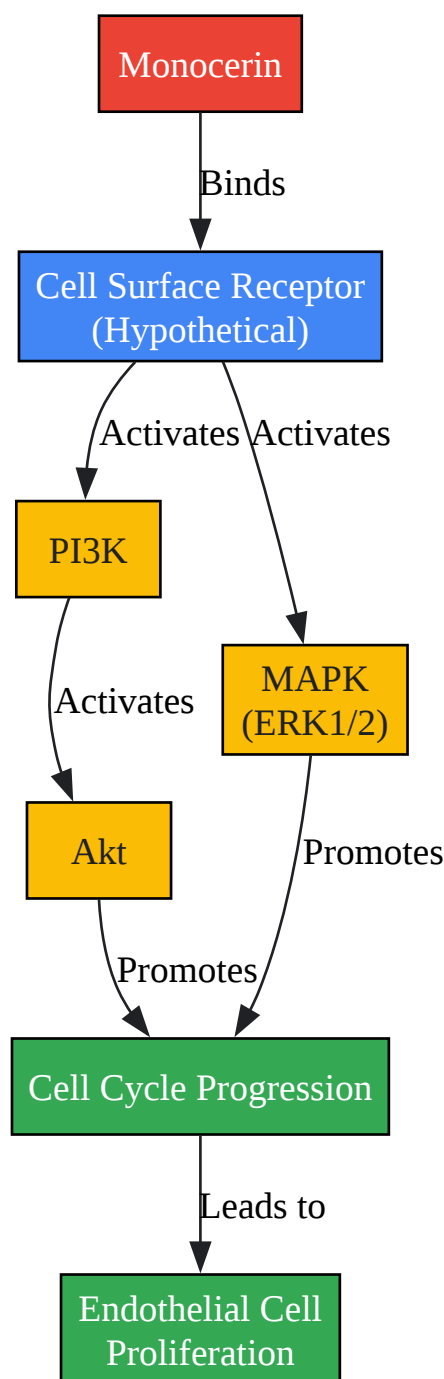 Monocerin
Binds
Cell Surface Receptor
(Hypothetical)
Activates
Activates
PI3K
MAPK
(ERK1/2)
Activates
Akt
Promotes
Promotes
Cell Cycle Progression
Leads to
Endothelial Cell
Proliferation